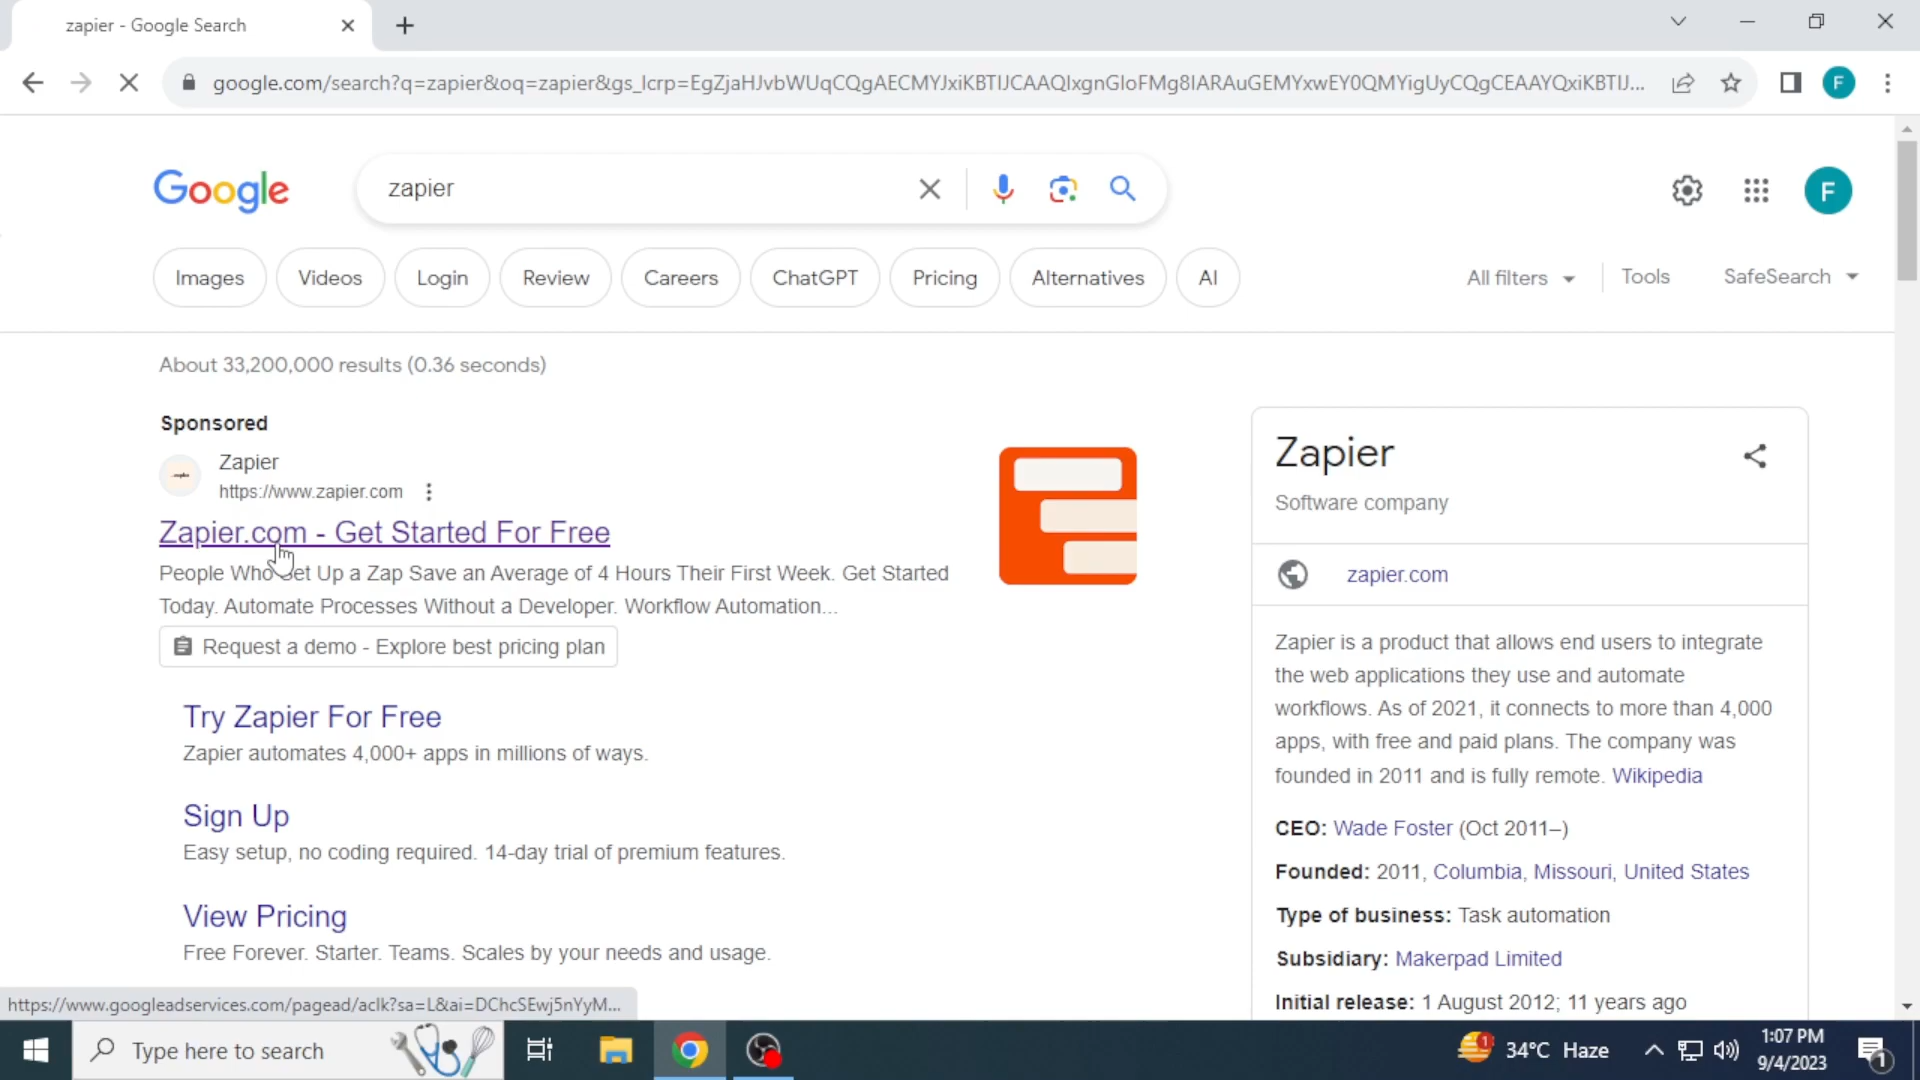 zapier - Google Search
google.com/search?q=zapier&oq=zapier&gs_lcrp=EgZjaHJvbWUqCQgAECMYJxiKBTIJCAAQIxgnGIoFMg8IARAuGEMYxwEY0QMYigUyCQgCEAAYQxiKBTIJ...
F
Google
zapier
F
Images
Videos
Login
Review
Careers
ChatGPT
Pricing
Alternatives
AI
All filters
Tools
SafeSearch
About 33,200,000 results (0.36 seconds)
Sponsored
Zapier
https://www.zapier.com
Zapier.com - Get Started For Free
People Who Set Up a Zap Save an Average of 4 Hours Their First Week. Get Started
Today. Automate Processes Without a Developer. Workflow Automation...
Request a demo - Explore best pricing plan
Try Zapier For Free
Zapier automates 4,000+ apps in millions of ways.
Sign Up
Easy setup, no coding required. 14-day trial of premium features.
View Pricing
Free Forever. Starter. Teams. Scales by your needs and usage.
Zapier
Software company
zapier.com
Zapier is a product that allows end users to integrate
the web applications they use and automate
workflows. As of 2021, it connects to more than 4,000
apps, with free and paid plans. The company was
founded in 2011 and is fully remote. Wikipedia
CEO: Wade Foster (Oct 2011–)
Founded: 2011, Columbia, Missouri, United States
Type of business: Task automation
Subsidiary: Makerpad Limited
Initial release: 1 August 2012; 11 years ago
https://www.googleadservices.com/pagead/aclk?sa=L&ai=DChcSEwj5nYyM...
Type here to search
1
34°C Haze
1:07 PM
9/4/2023
1